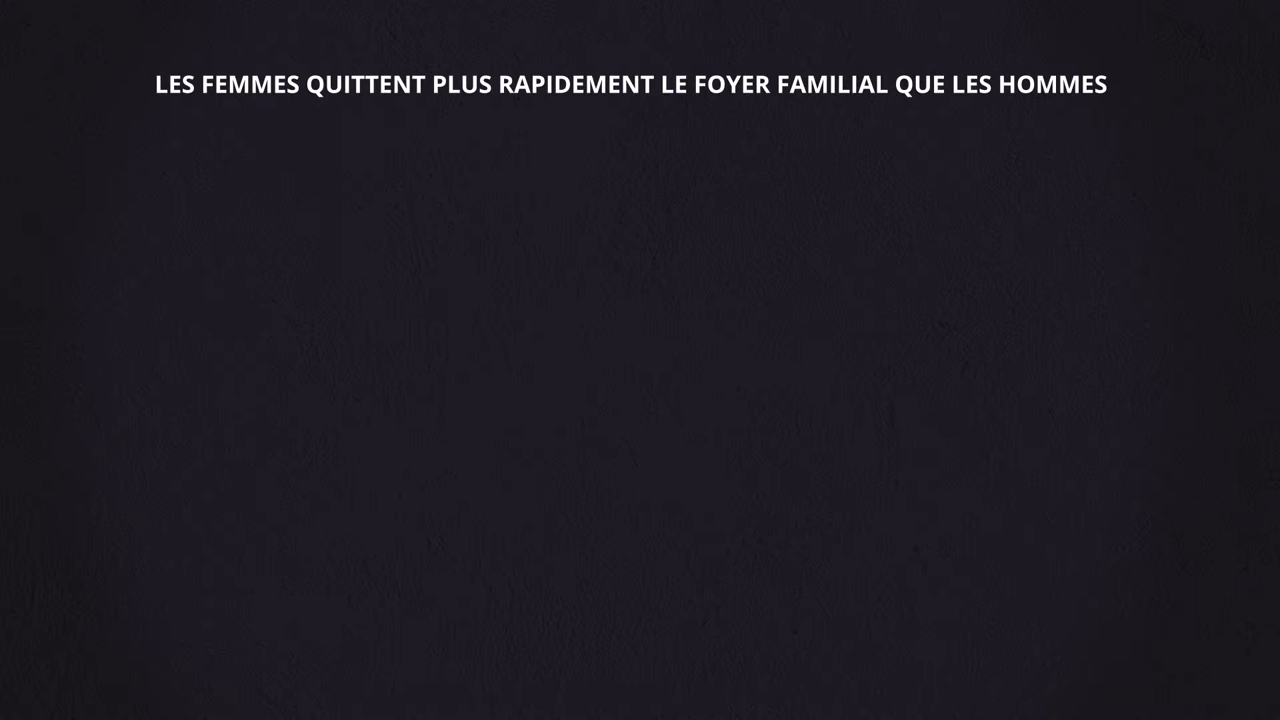 LES FEMMES QUITTENT PLUS RAPIDEMENT LE FOYER FAMILIAL QUE LES HOMMES